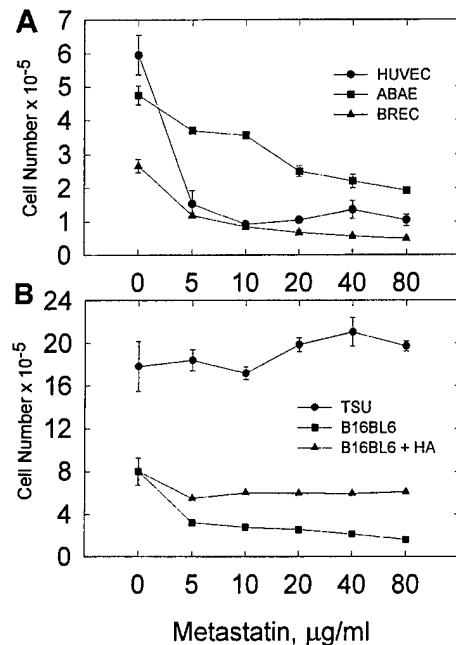 A
Cell Number x 10-5
7
6
5
4
3
2
1
0
HUVEC
ABAE
BREC
0 5 10 20 40 80
B
Cell Number x 10-5
24
20
16
12
8
4
0
TSU
B16BL6
B16BL6 + HA
0 5 10 20 40 80
Metastatin, µg/ml